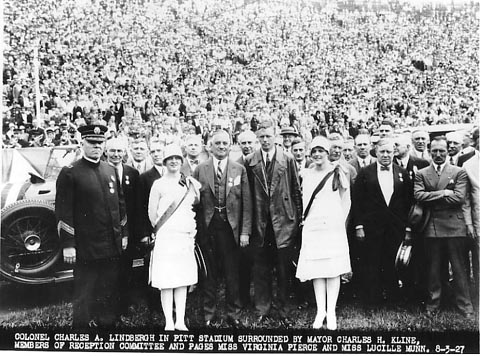 COLONEL CHARLES A. LINDBERGH IN PITT STADIUM SURROUNDED BY MAYOR CHARLES H. KLINE,
MEMBERS OF RECEPTION COMMITTEE AND PAGES MISS VIRGINIA PIERCE AND MISS LUCILLE MUNN. 8-3-27